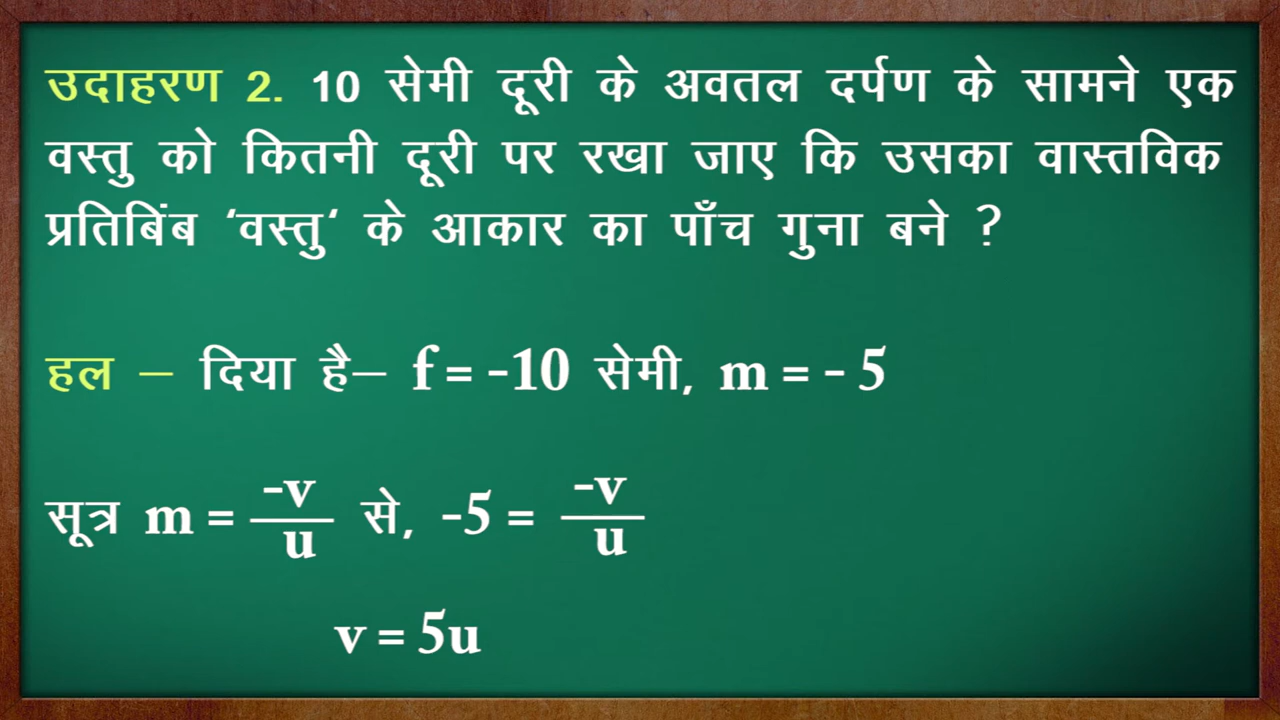 उदाहरण 2. 10 सेमी दूरी के अवतल दर्पण के सामने एक
वस्तु को कितनी दूरी पर रखा जाए कि उसका वास्तविक
प्रतिबिंब ‘वस्तु‘ के आकार का पाँच गुना बने ?
हल – दिया है– f = -10 सेमी, m = - 5
सूत्र m = -v/u से, -5 = -v/u
v = 5u